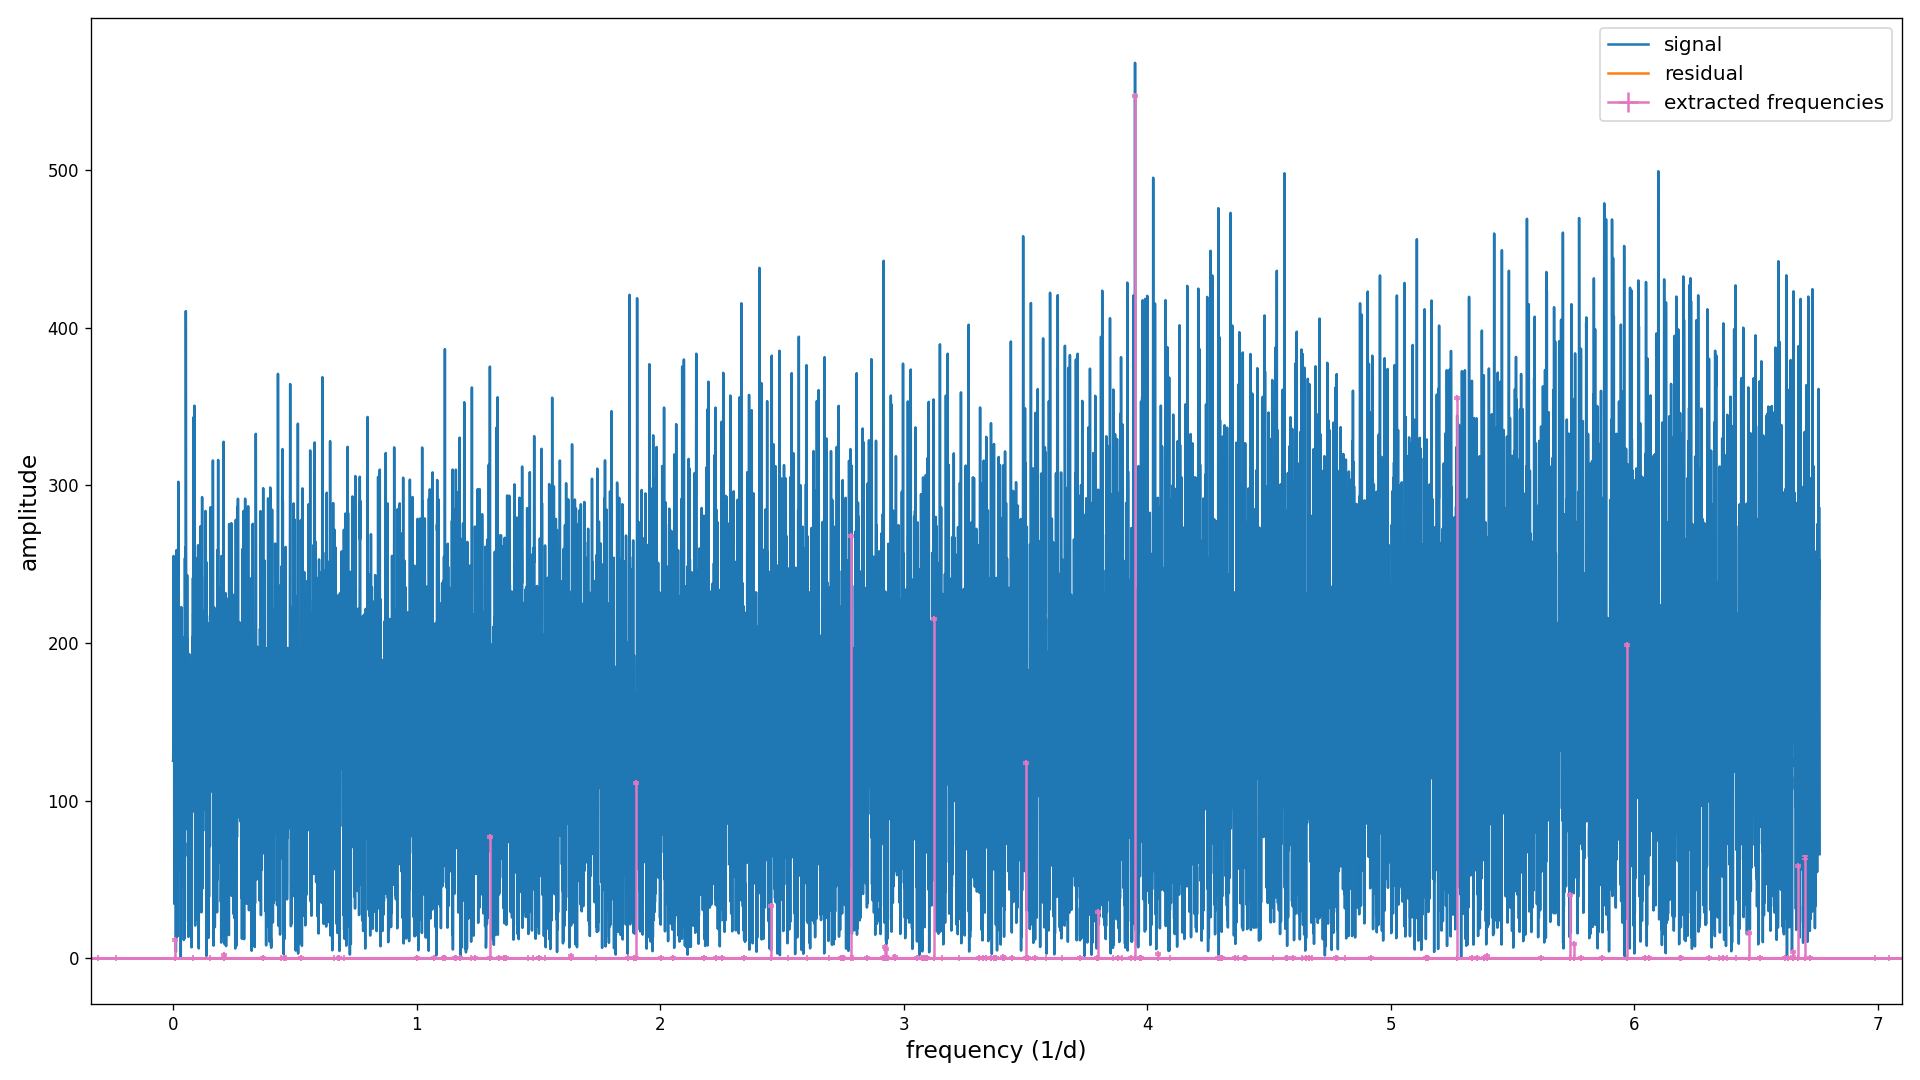 signal
residual
extracted frequencies
amplitude
500
400
300
200
100
0
0 1 2 3 4 5 6 7
frequency (1/d)